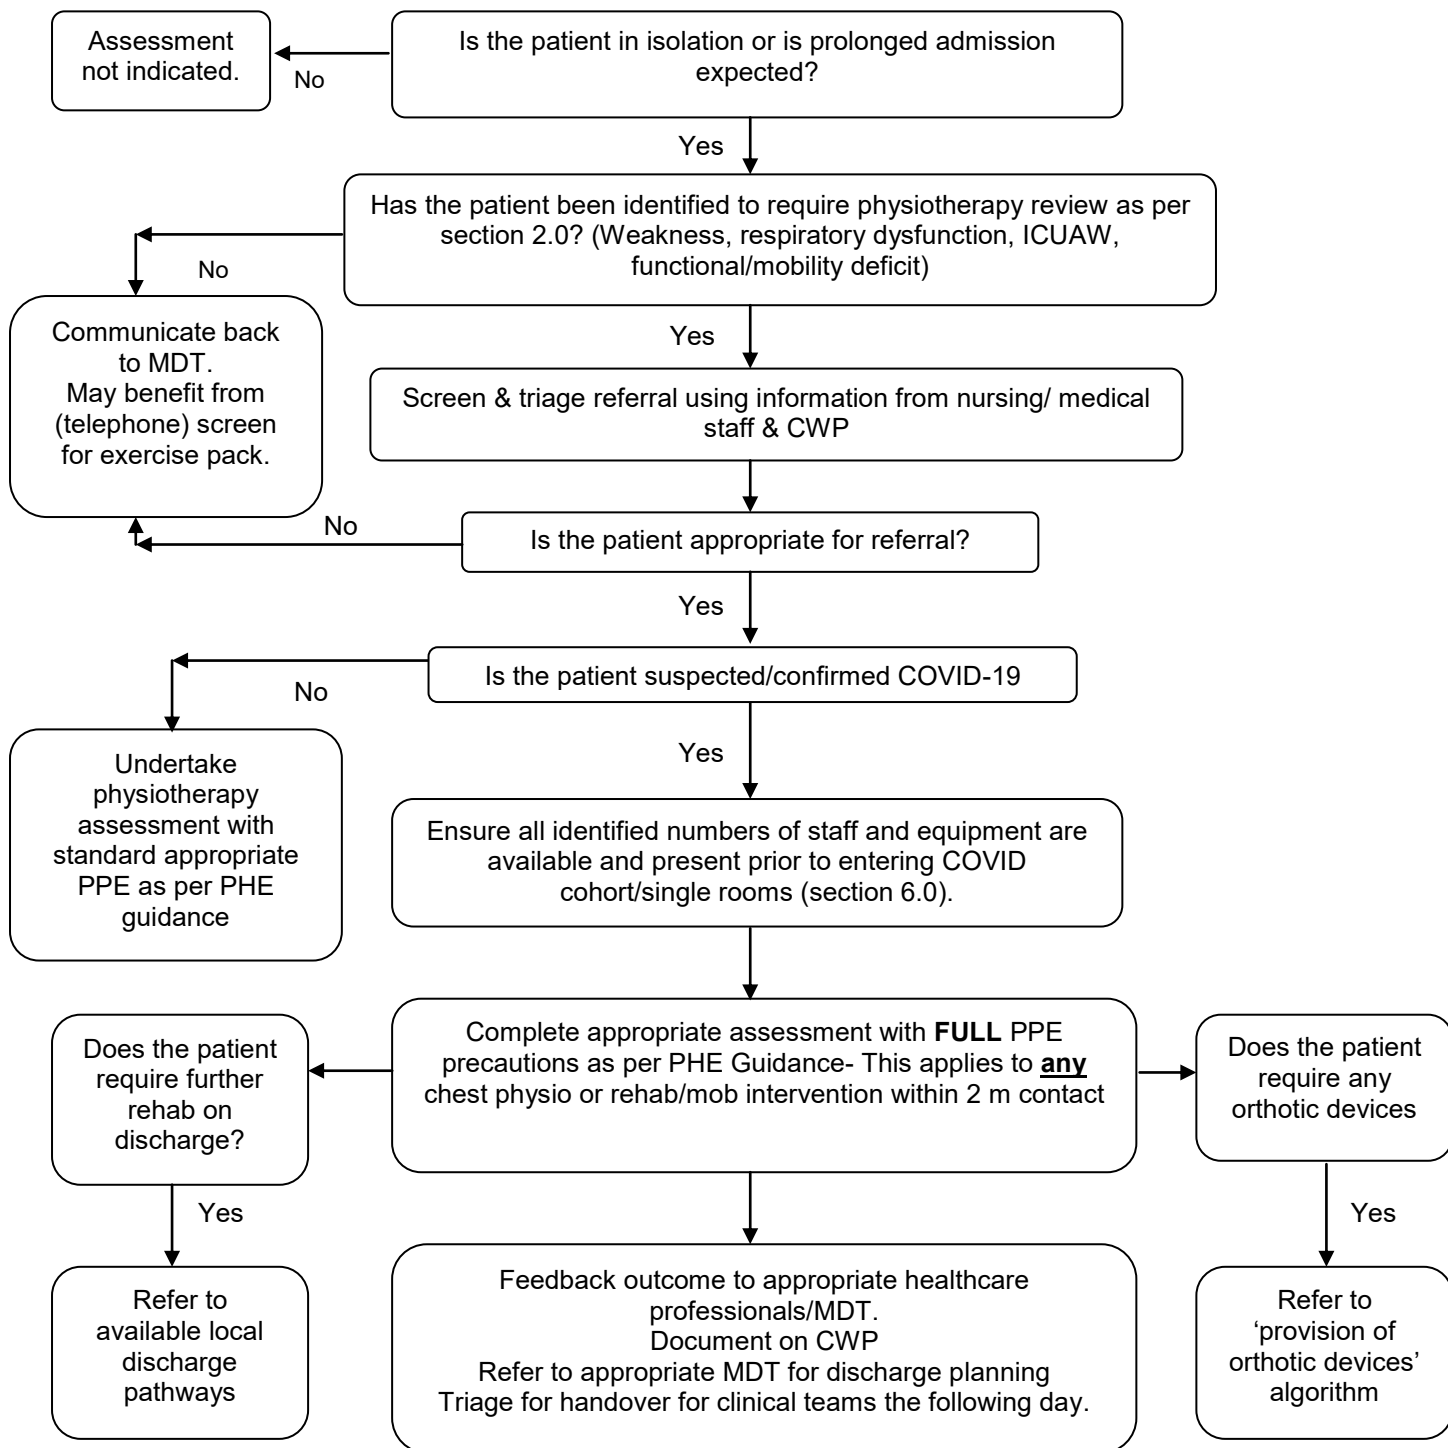 Assessment
not indicated.
No
Is the patient in isolation or is prolonged admission
expected?
Yes
Has the patient been identified to require physiotherapy review as per
section 2.0? (Weakness, respiratory dysfunction, ICUAW,
functional/mobility deficit)
No
Yes
Communicate back
to MDT.
May benefit from
(telephone) screen
for exercise pack.
Screen & triage referral using information from nursing/ medical
staff & CWP
No
Is the patient appropriate for referral?
Yes
Is the patient suspected/confirmed COVID-19
No
Yes
Undertake
physiotherapy
assessment with
standard appropriate
PPE as per PHE
guidance
Ensure all identified numbers of staff and equipment are
available and present prior to entering COVID
cohort/single rooms (section 6.0).
Does the patient
require further
rehab on
discharge?
Complete appropriate assessment with FULL PPE
precautions as per PHE Guidance- This applies to any
chest physio or rehab/mob intervention within 2 m contact
Does the patient
require any
orthotic devices
Yes
Yes
Refer to
available local
discharge
pathways
Feedback outcome to appropriate healthcare
professionals/MDT.
Document on CWP
Refer to appropriate MDT for discharge planning
Triage for handover for clinical teams the following day.
Refer to
‘provision of
orthotic devices’
algorithm